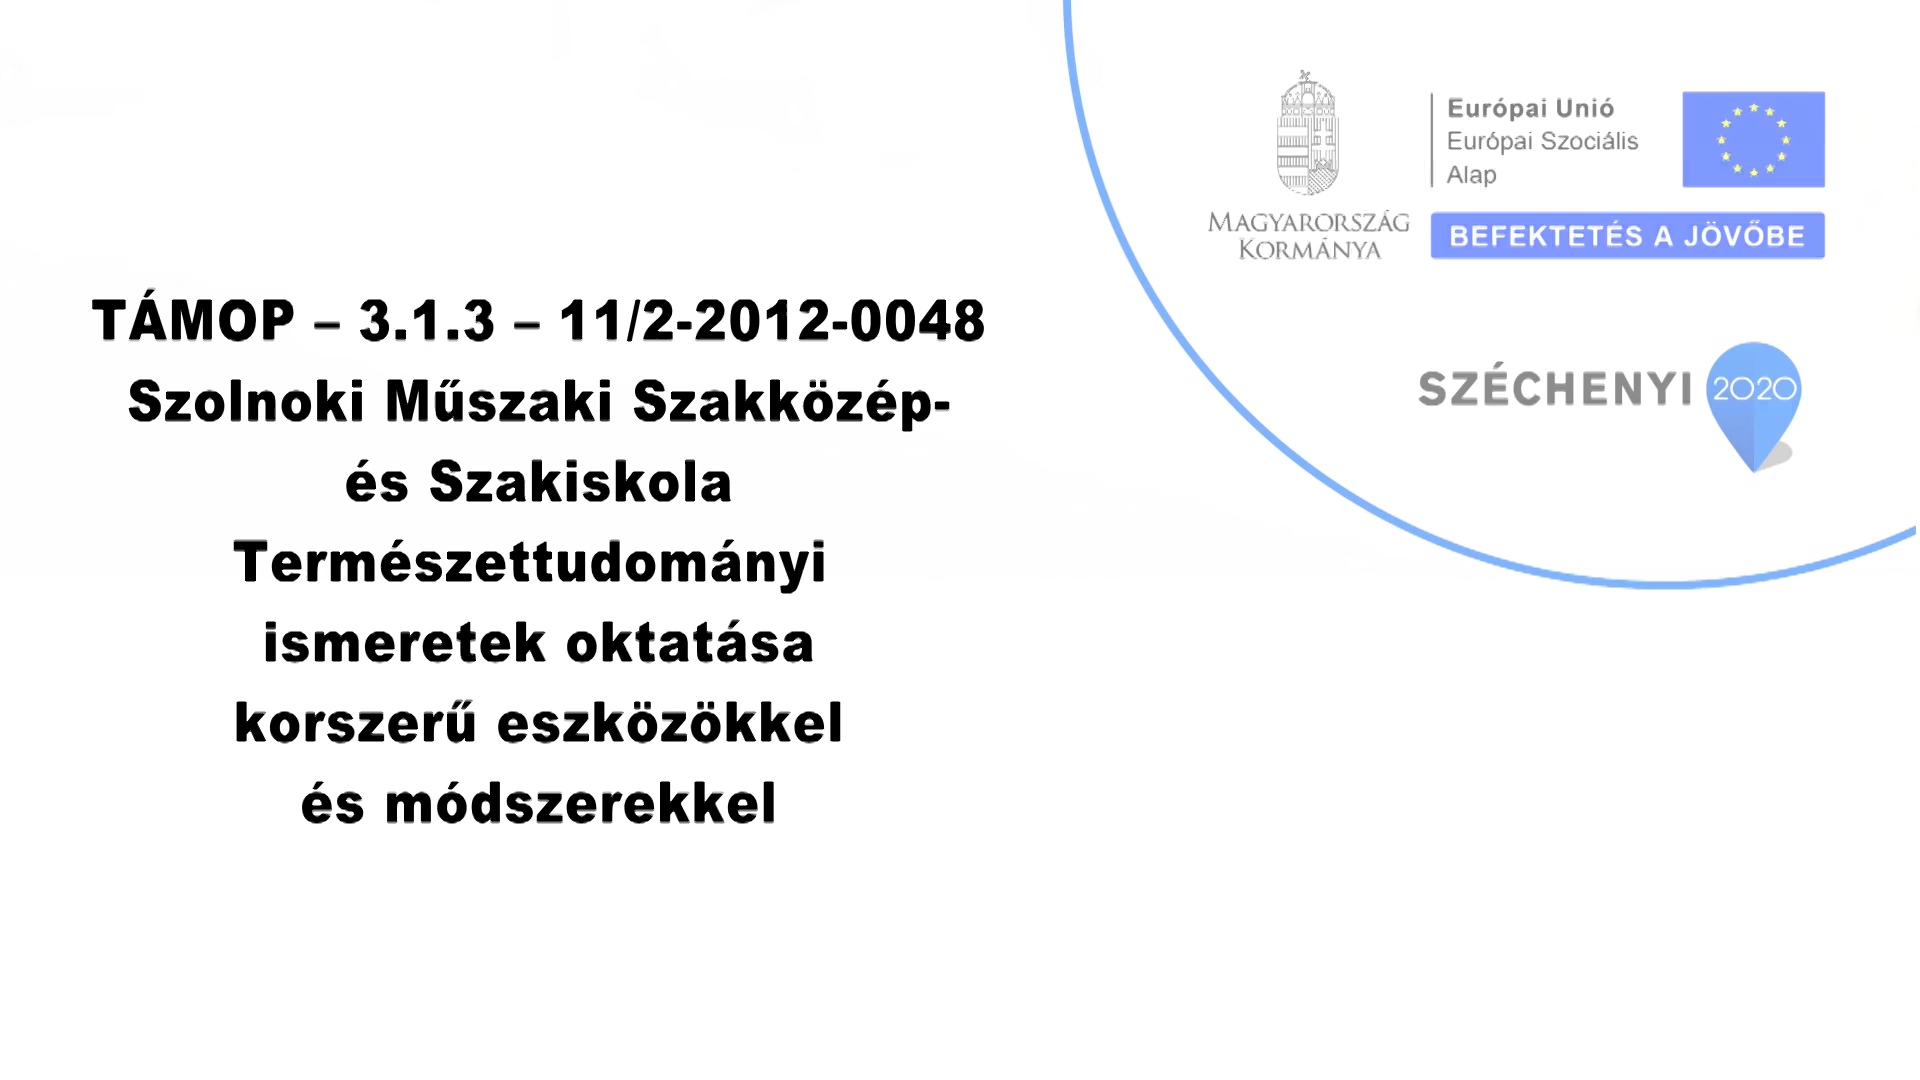 TÁMOP – 3.1.3 – 11/2-2012-0048
Szolnoki Műszaki Szakközép-
és Szakiskola
Természettudományi
ismeretek oktatása
korszerű eszközökkel
és módszerekkel
MAGYARORSZÁG
KORMÁNYA
Európai Unió
Európai Szociális
Alap
BEFEKTETÉS A JÖVŐBE
SZÉCHENYI 2020